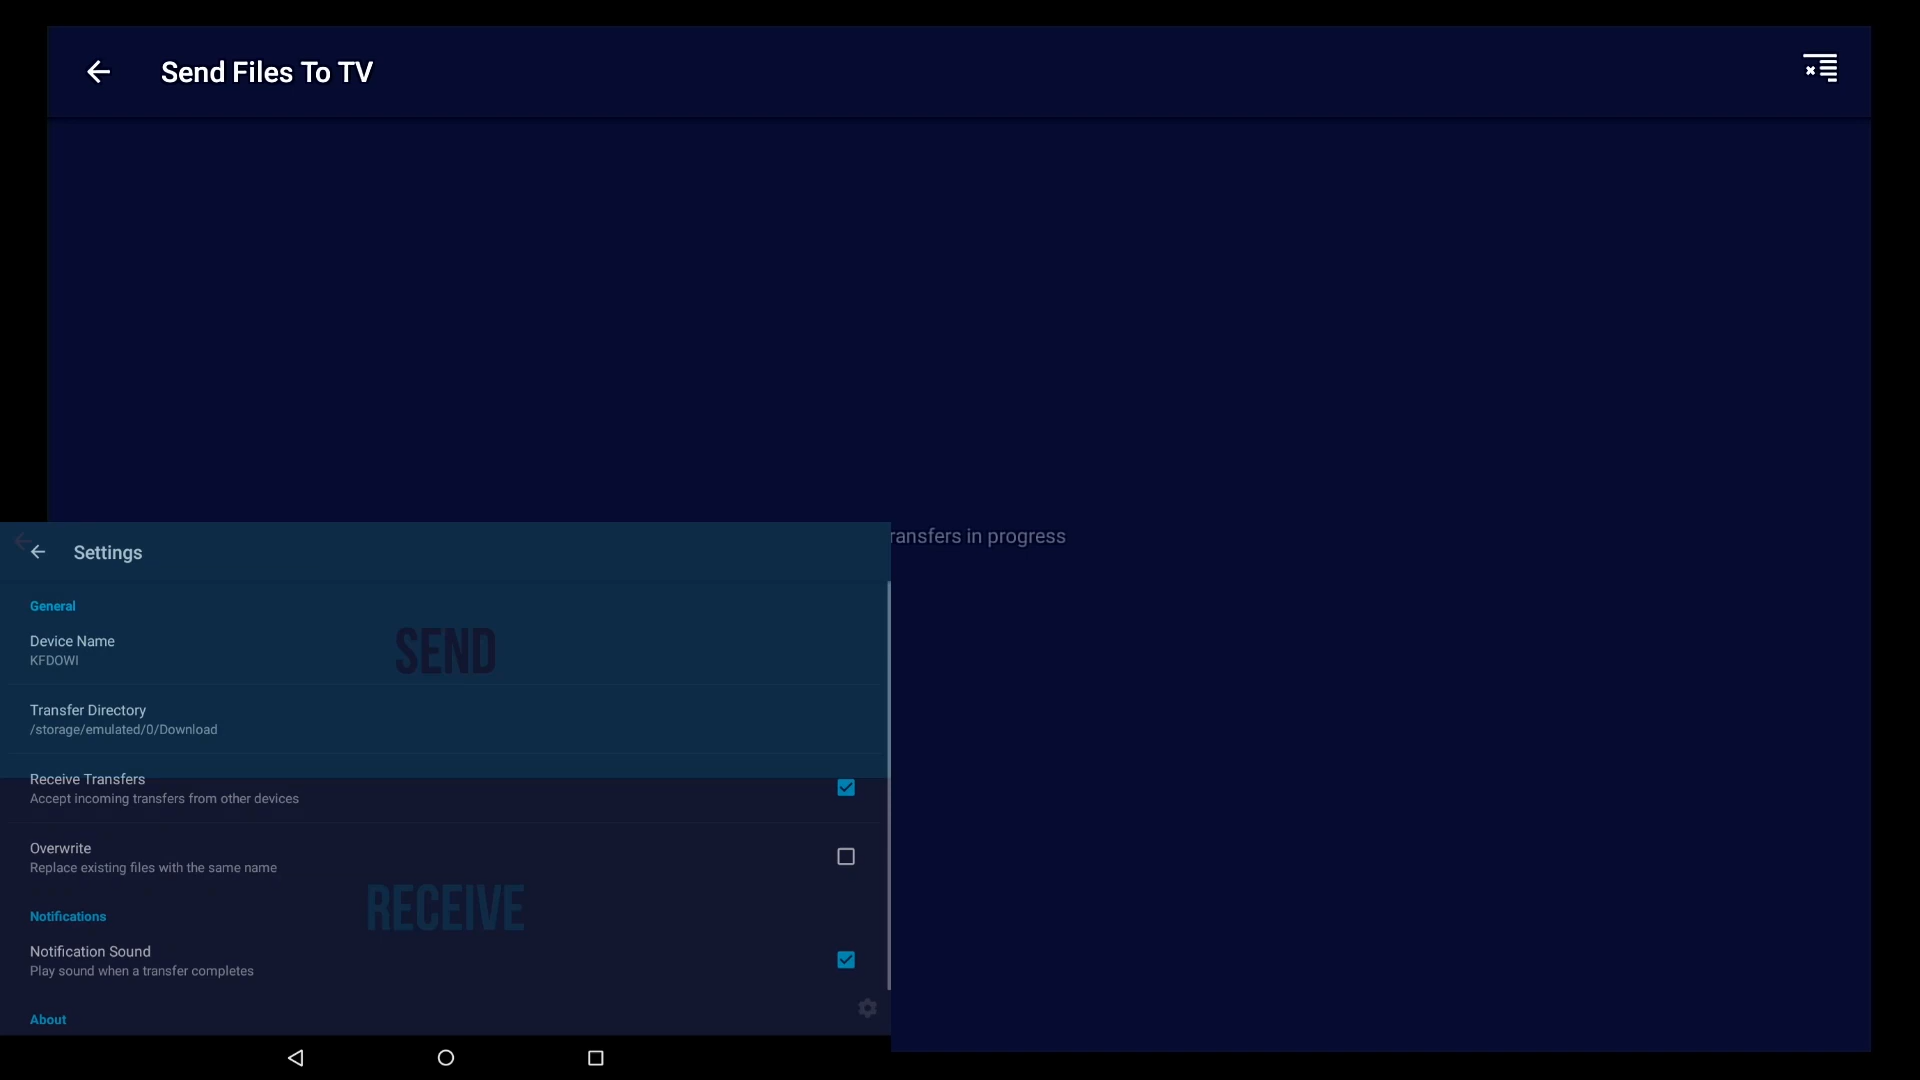 Send Files To TV
ransfers in progress
Settings
General
Device Name
KFDOWI
SEND
Transfer Directory
/storage/emulated/0/Download
Receive Transfers
Accept incoming transfers from other devices
Overwrite
Replace existing files with the same name
RECEIVE
Notifications
Notification Sound
Play sound when a transfer completes
About